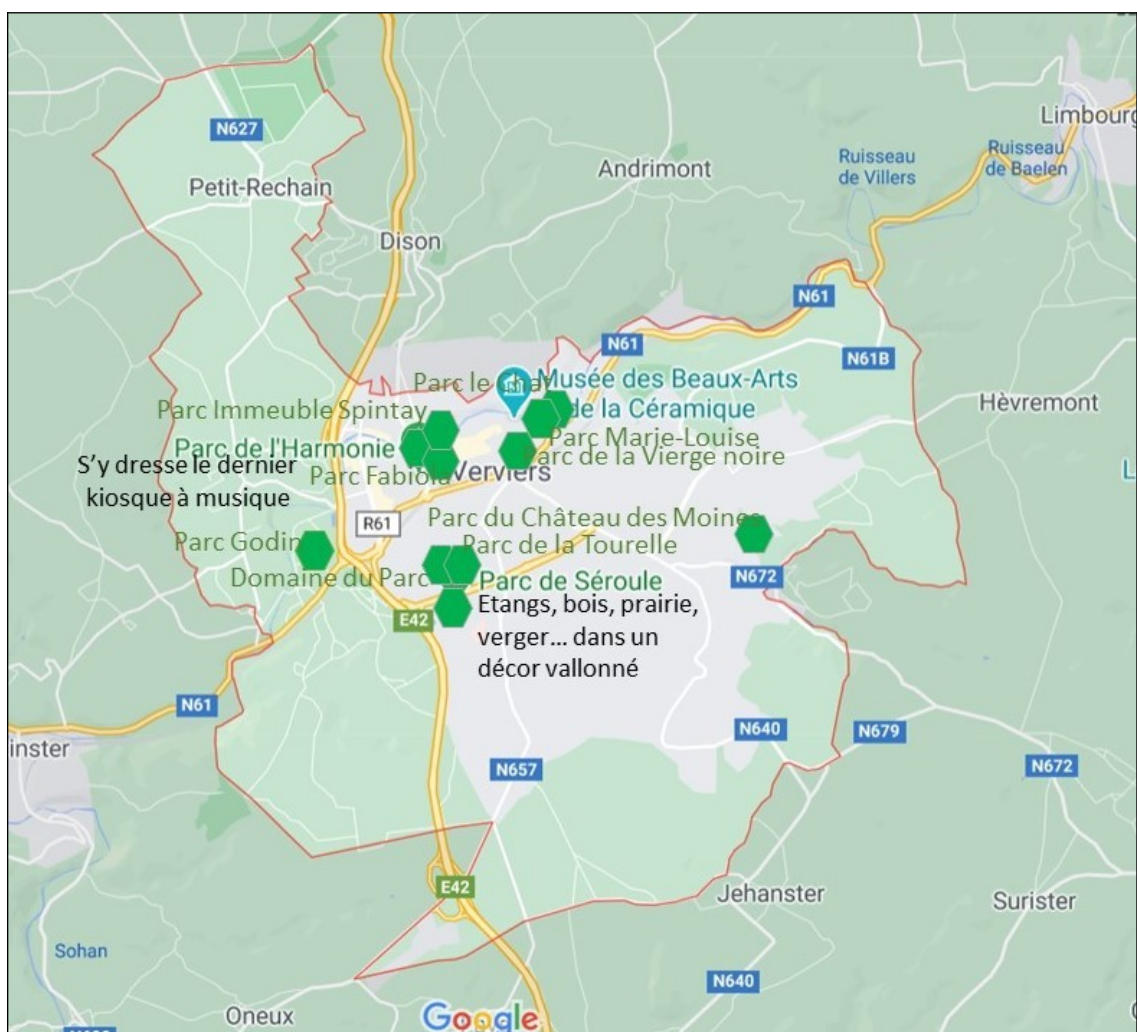 Limbourg
N627
Andrimont
Ruisseau
de Villers
Ruisseau
de Baelen
Petit-Rechain
Dison
N61
N61
N61B
Parc le Chat
Musée des Beaux-Arts
de la Céramique
Hèvremont
Parc Immeuble Spintay
Parc de l'Harmonie
Parc Marie-Louise
Parc de la Vierge noire
S'y dresse le dernier
kiosque à musique
Parc Fabiola
Verviers
R61
Parc du Château des Moines
Parc Godin
Parc de la Tourelle
Domaine du Parc
Parc de Séroule
N672
E42
Etangs, bois, prairie,
verger... dans un
décor vallonné
N61
inster
N640
N679
N657
N672
E42
Jehanster
Surister
Sohan
N640
Oneux
Google